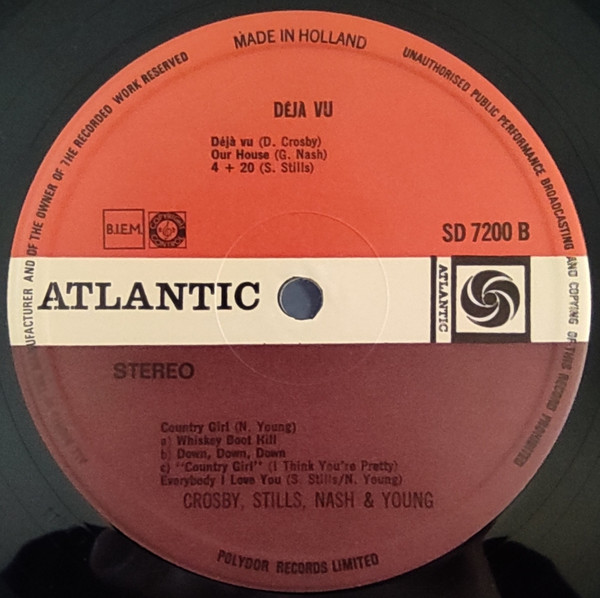 MADE IN HOLLAND
UNAUTHORISED PUBLIC PERFORMANCE BROADCASTING AND COPYING OF THIS RECORD PROHIBITED
UFACTURER AND OF THE OWNER OF THE RECORDED WORK RESERVED
DÉJÀ VU
Déjà vu (D. Crosby)
Our House (G. Nash)
4 + 20 (S. Stills)
B.I.E.M.
SD 7200 B
ATLANTIC
ATLANTIC
STEREO
Country Girl (N. Young)
a) Whiskey Boot Hill
b) Down, Down, Down
c) "Country Girl" (I Think You're Pretty)
Everybody I Love You (S. Stills/N. Young)
CROSBY, STILLS, NASH & YOUNG
POLYDOR RECORDS LIMITED